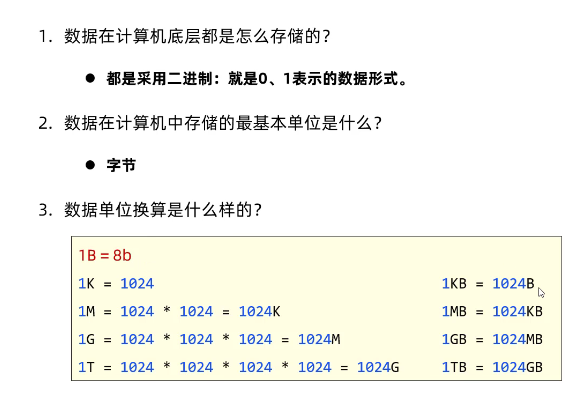 1. 数据在计算机底层都是怎么存储的？
● 都是采用二进制：就是0、1表示的数据形式。
2. 数据在计算机中存储的最基本单位是什么？
● 字节
3. 数据单位换算是什么样的？
1B = 8b
1K = 1024 1KB = 1024B
1M = 1024 * 1024 = 1024K 1MB = 1024KB
1G = 1024 * 1024 * 1024 = 1024M 1GB = 1024MB
1T = 1024 * 1024 * 1024 * 1024 = 1024G 1TB = 1024GB